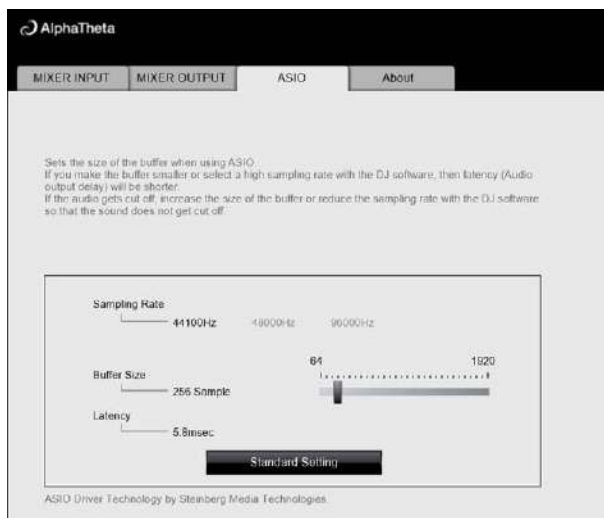 AlphaTheta
MIXER INPUT MIXER OUTPUT ASIO About
Sets the size of the buffer when using ASIO.
If you make the buffer smaller or select a high sampling rate with the DJ software, then latency (Audio
output delay) will be shorter.
If the audio gets cut off, increase the size of the buffer or reduce the sampling rate with the DJ software
so that the sound does not get cut off.
Sampling Rate
44100Hz 48000Hz 96000Hz
64 1920
Buffer Size
256 Sample
Latency
5.8msec
Standard Setting
ASIO Driver Technology by Steinberg Media Technologies.